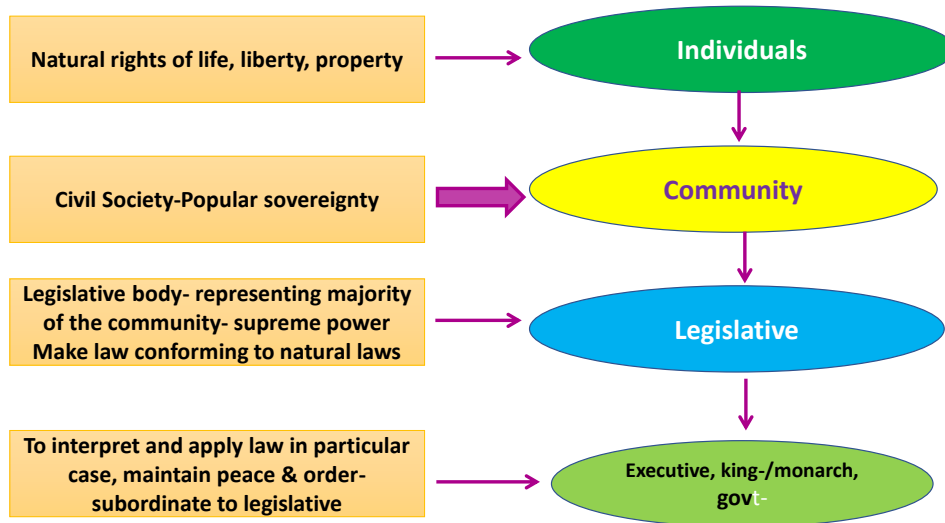 Natural rights of life, liberty, property
Individuals
Civil Society-Popular sovereignty
Community
Legislative body- representing majority
of the community- supreme power
Make law conforming to natural laws
Legislative
To interpret and apply law in particular
case, maintain peace & order-
subordinate to legislative
Executive, king-/monarch,
govt-